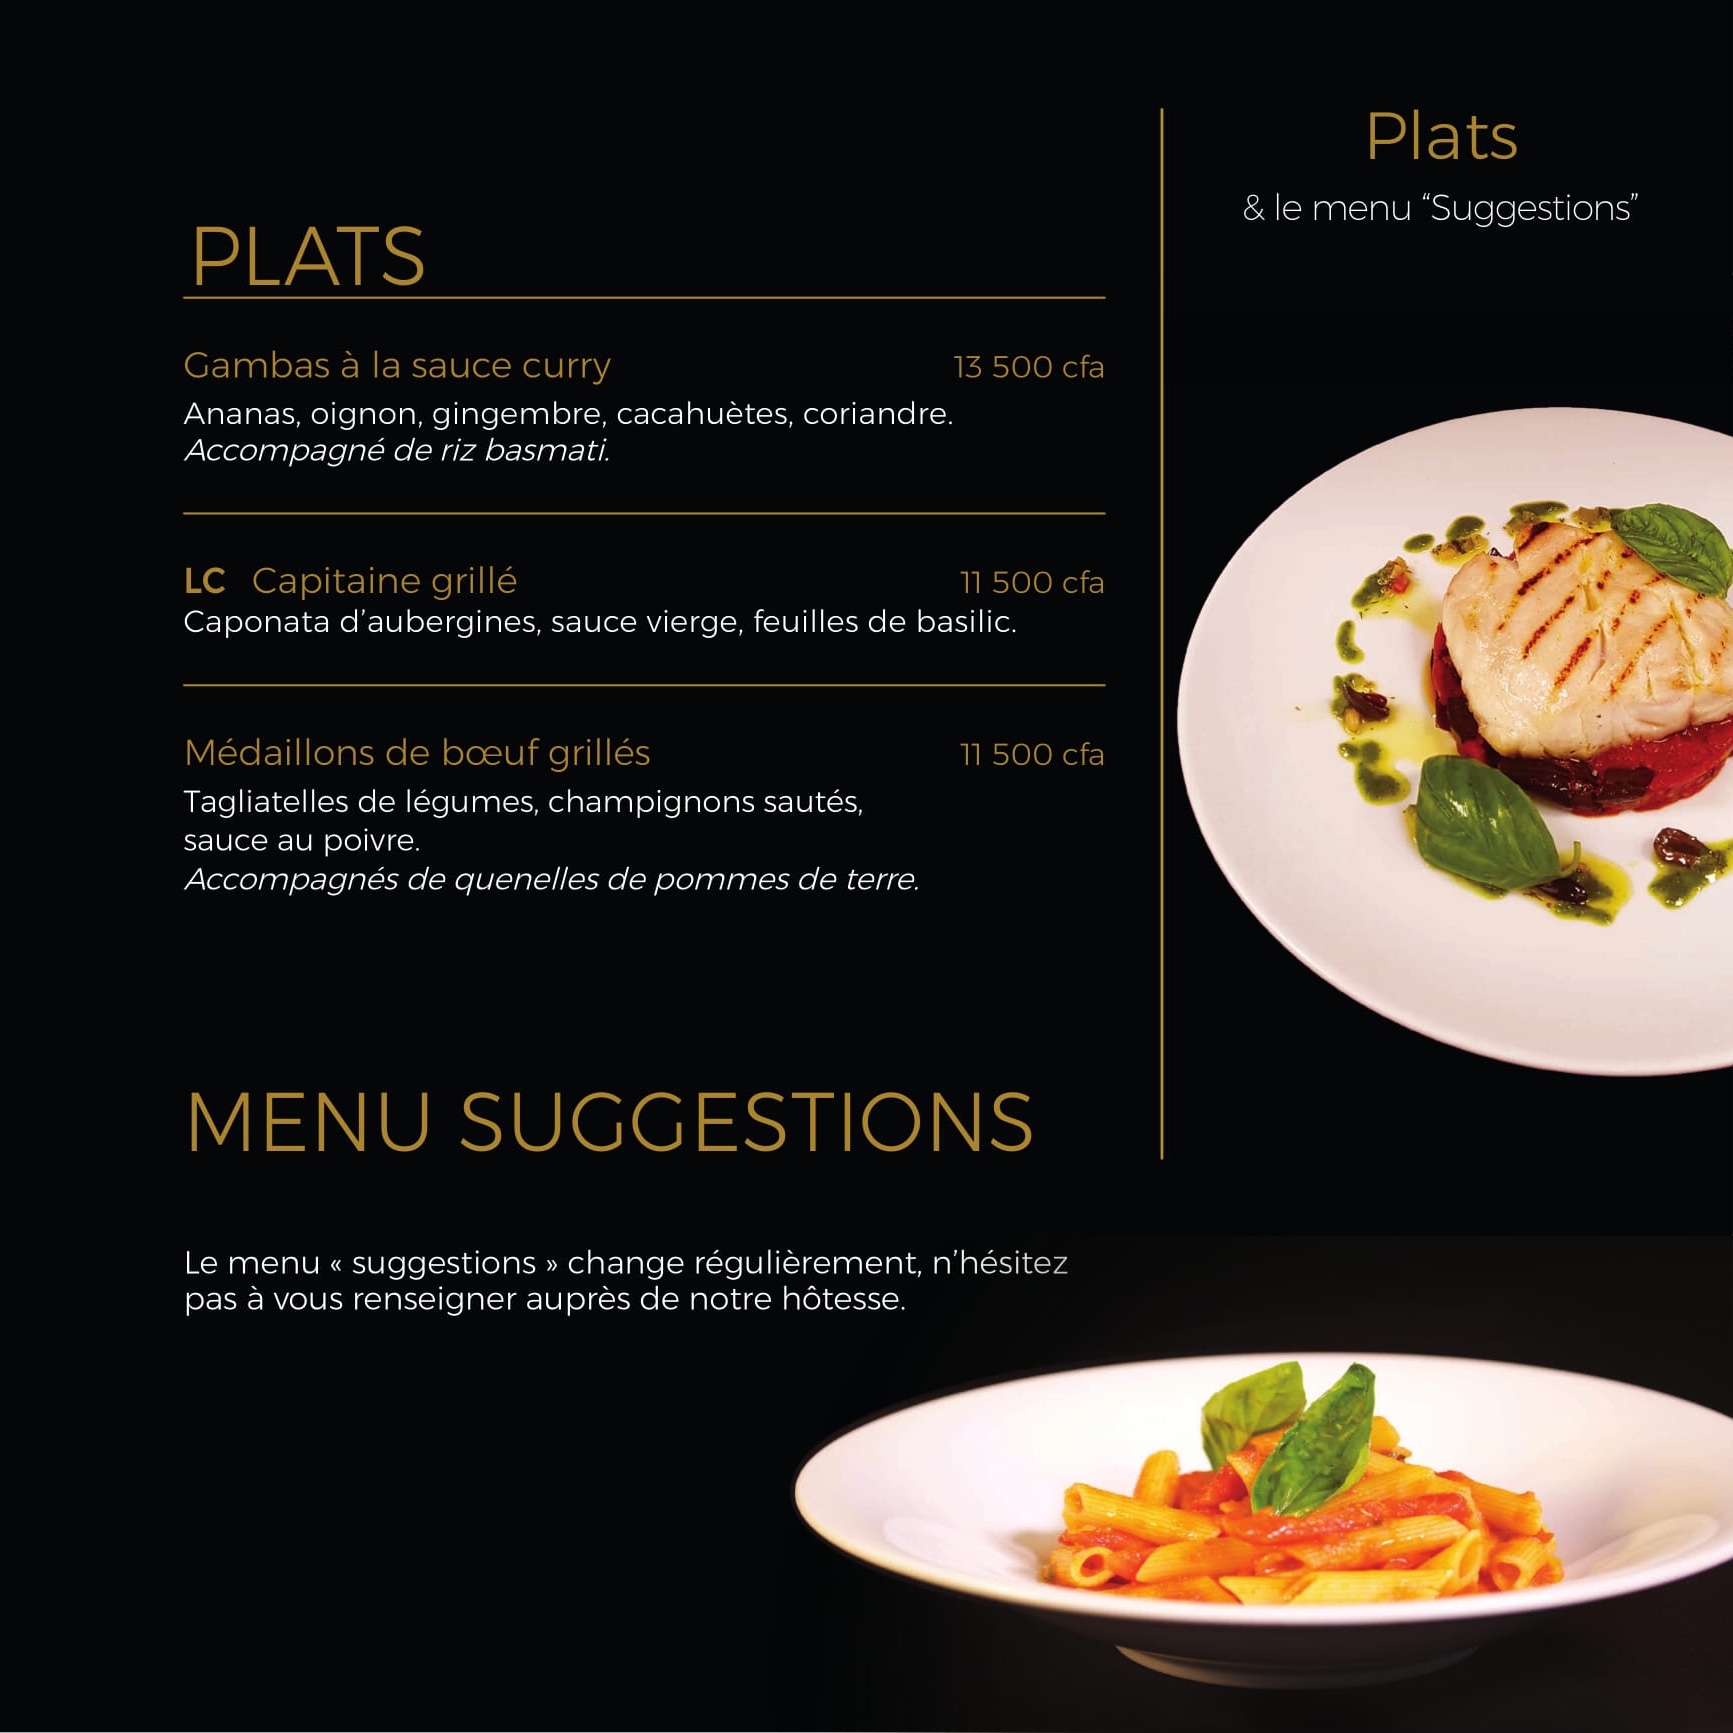 PLATS
Gambas à la sauce curry 13 500 cfa
Ananas, oignon, gingembre, cacahuètes, coriandre.
Accompagné de riz basmati.
LC Capitaine grillé 11 500 cfa
Caponata d’aubergines, sauce vierge, feuilles de basilic.
Médaillons de bœuf grillés 11 500 cfa
Tagliatelles de légumes, champignons sautés,
sauce au poivre.
Accompagnés de quenelles de pommes de terre.
MENU SUGGESTIONS
Le menu « suggestions » change régulièrement, n’hésitez
pas à vous renseigner auprès de notre hôtesse.
Plats
& le menu “Suggestions”